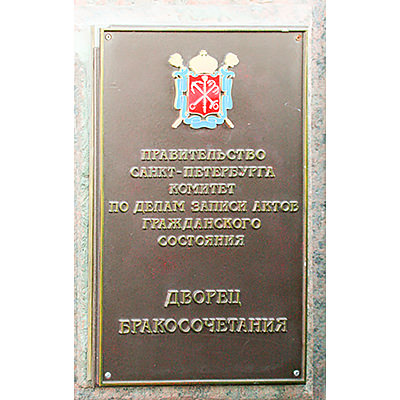 ПРАВИТЕЛЬСТВО
САНКТ-ПЕТЕРБУРГА
КОМИТЕТ
ПО ДЕЛАМ ЗАПИСИ АКТОВ
ГРАЖДАНСКОГО
СОСТОЯНИЯ
ДВОРЕЦ
БРАКОСОЧЕТАНИЯ